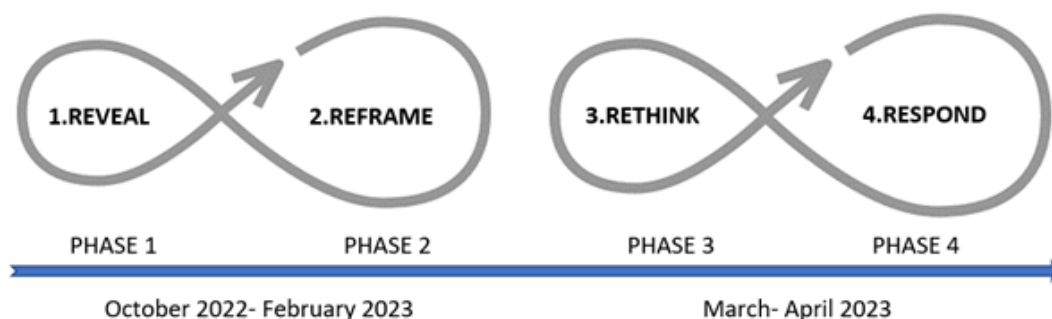 1.REVEAL
2.REFRAME
3.RETHINK
4.RESPOND
PHASE 1
PHASE 2
PHASE 3
PHASE 4
October 2022- February 2023
March- April 2023